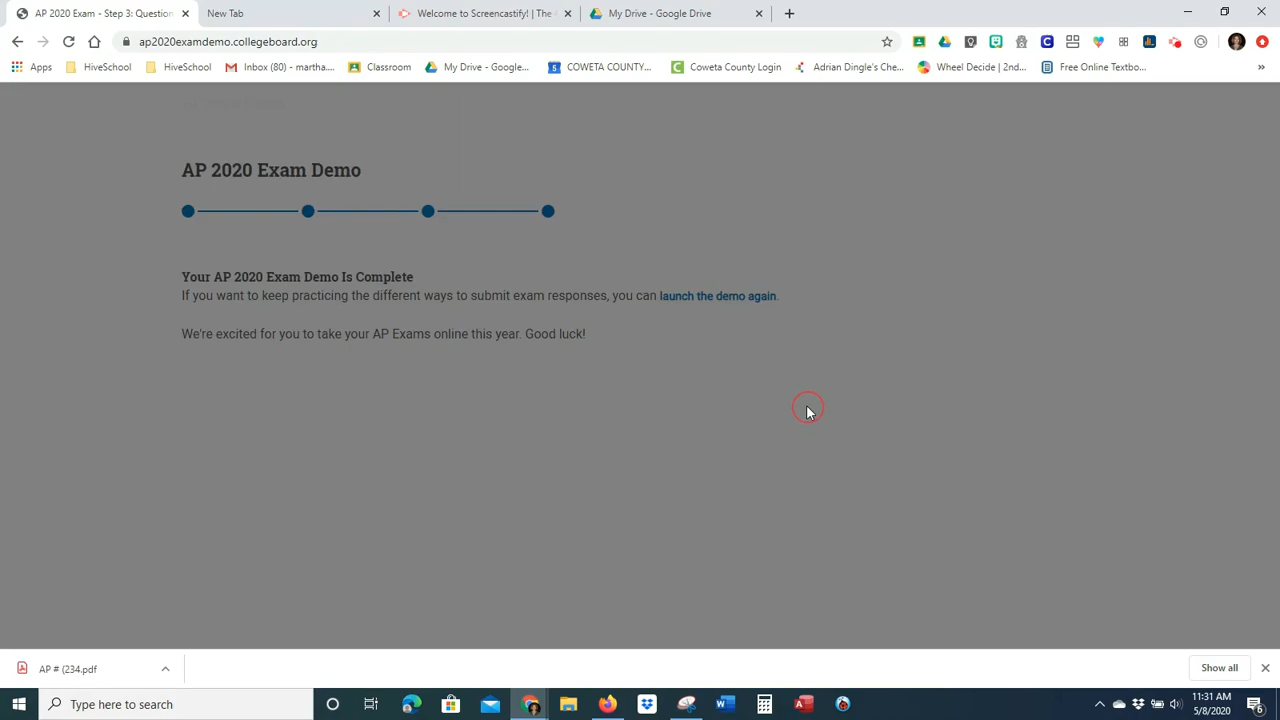 AP 2020 Exam - Step 3: Question
New Tab
Welcome to Screencastify! | The
My Drive - Google Drive
ap2020examdemo.collegeboard.org
Apps
HiveSchool
HiveSchool
Inbox (80) - martha...
Classroom
My Drive - Google...
COWETA COUNTY...
Coweta County Login
Adrian Dingle's Che...
Wheel Decide | 2nd...
Free Online Textbo...
AP 2020 Exam Demo
Your AP 2020 Exam Demo Is Complete
If you want to keep practicing the different ways to submit exam responses, you can launch the demo again.
We're excited for you to take your AP Exams online this year. Good luck!
AP # (234.pdf
Show all
Type here to search
11:31 AM
5/8/2020
6